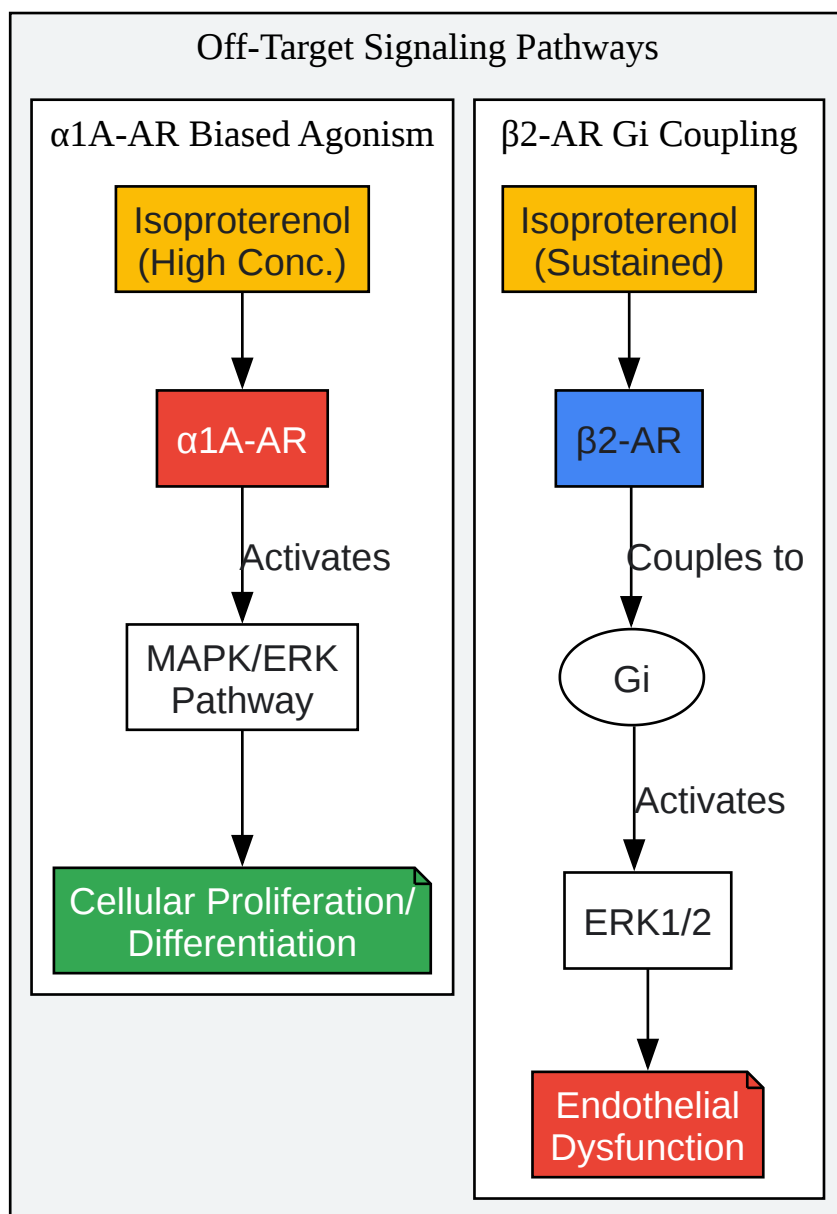 Off-Target Signaling Pathways
α1A-AR Biased Agonism
Isoproterenol
(High Conc.)
α1A-AR
Activates
MAPK/ERK
Pathway
Cellular Proliferation/
Differentiation
β2-AR Gi Coupling
Isoproterenol
(Sustained)
β2-AR
Couples to
Gi
Activates
ERK1/2
Endothelial
Dysfunction